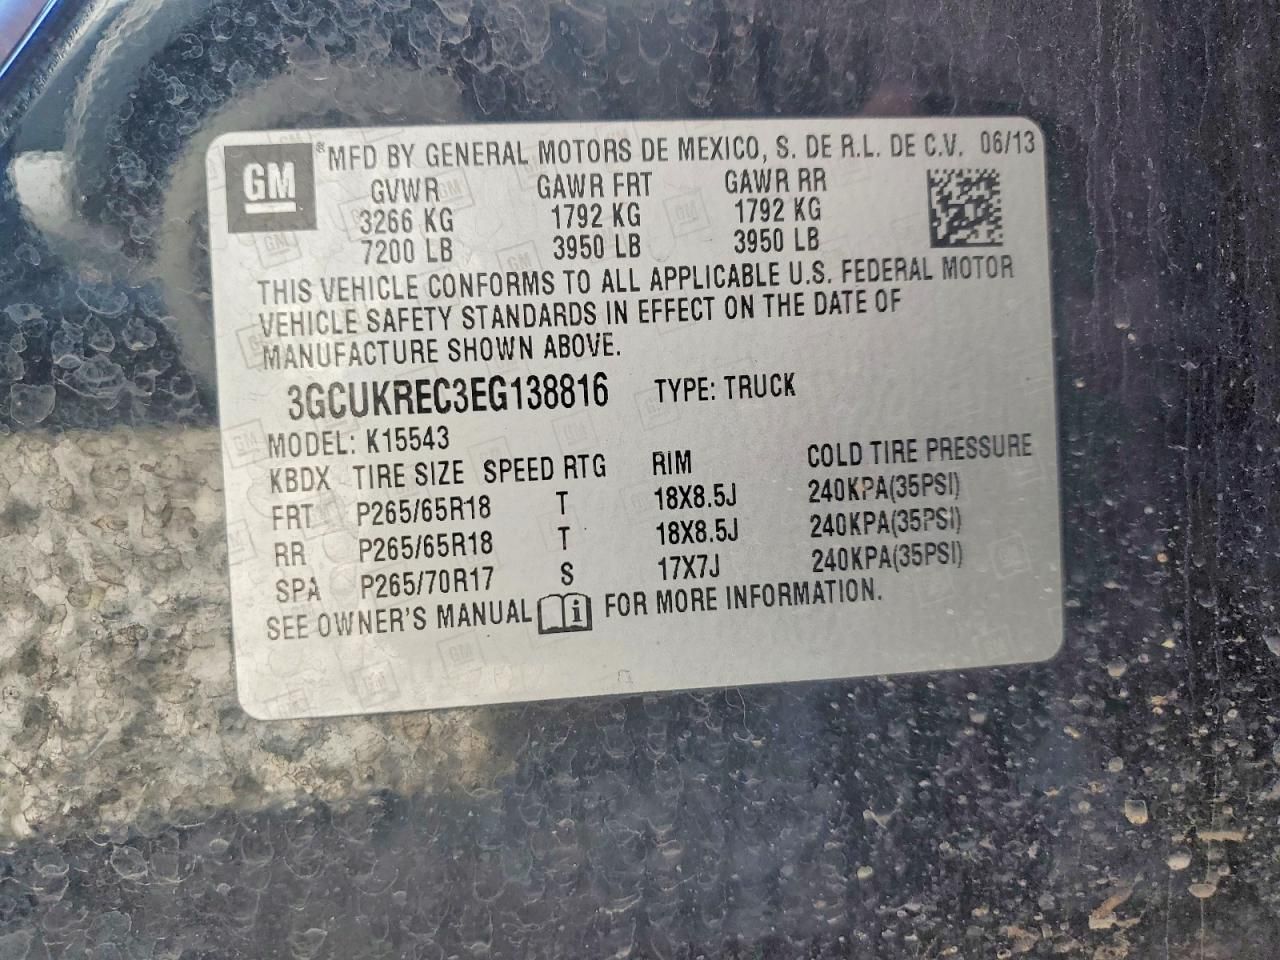 GM ®MFD BY GENERAL MOTORS DE MEXICO, S. DE R.L. DE C.V. 06/13
GVWR GAWR FRT GAWR RR
3266 KG 1792 KG 1792 KG
7200 LB 3950 LB 3950 LB
THIS VEHICLE CONFORMS TO ALL APPLICABLE U.S. FEDERAL MOTOR
VEHICLE SAFETY STANDARDS IN EFFECT ON THE DATE OF
MANUFACTURE SHOWN ABOVE.
3GCUKREC3EG138816 TYPE: TRUCK
MODEL: K15543
KBDX TIRE SIZE SPEED RTG RIM COLD TIRE PRESSURE
FRT P265/65R18 T 18X8.5J 240KPA(35PSI)
RR P265/65R18 T 18X8.5J 240KPA(35PSI)
SPA P265/70R17 S 17X7J 240KPA(35PSI)
SEE OWNER'S MANUAL i FOR MORE INFORMATION.